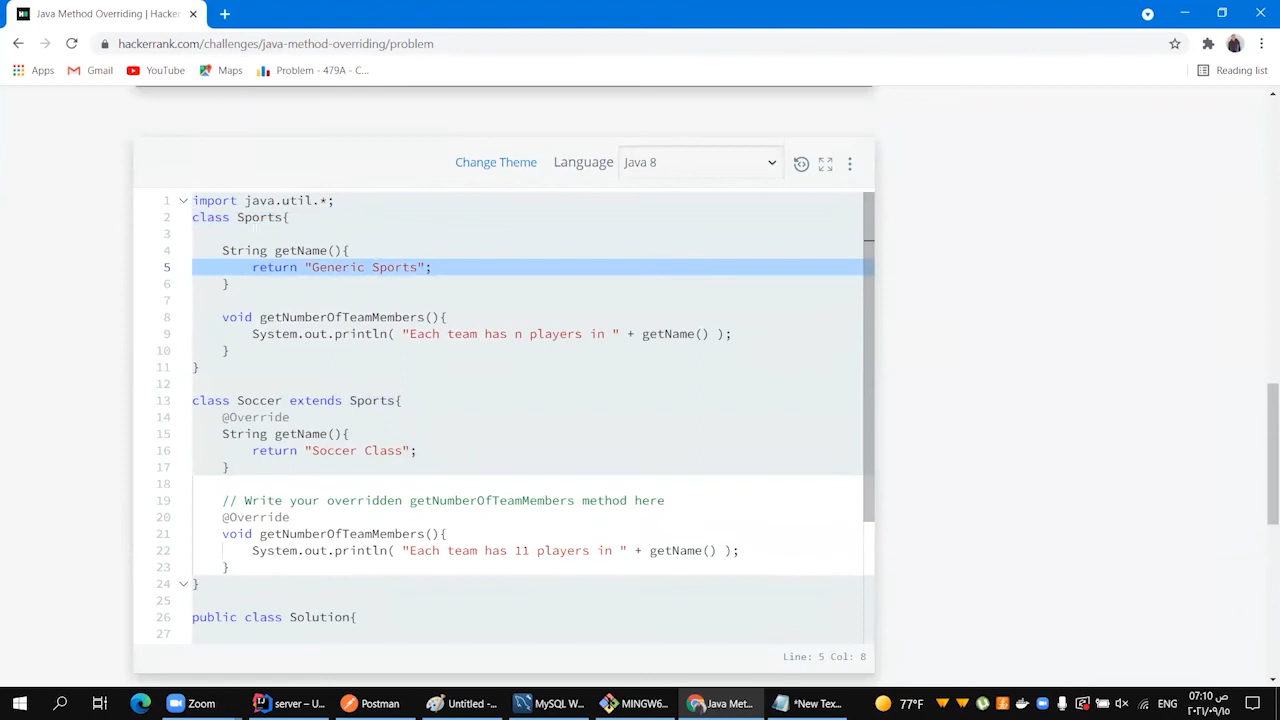 Java Method Overriding | Hacker
hackerrank.com/challenges/java-method-overriding/problem
Apps Gmail YouTube Maps Problem - 479A - C... Reading list
Change Theme Language Java 8
1 import java.util.*;
2 class Sports{
3
4 String getName(){
5 return "Generic Sports";
6 }
7
8 void getNumberOfTeamMembers(){
9 System.out.println( "Each team has n players in " + getName() );
10 }
11 }
12
13 class Soccer extends Sports{
14 @Override
15 String getName(){
16 return "Soccer Class";
17 }
18
19 // Write your overridden getNumberOfTeamMembers method here
20 @Override
21 void getNumberOfTeamMembers(){
22 System.out.println( "Each team has 11 players in " + getName() );
23 }
24 }
25
26 public class Solution{
27
Line: 5 Col: 8
Zoom server – U... Postman Untitled -... MySQL W... MINGW6... Java Met... *New Tex... 77°F
07:10 ص